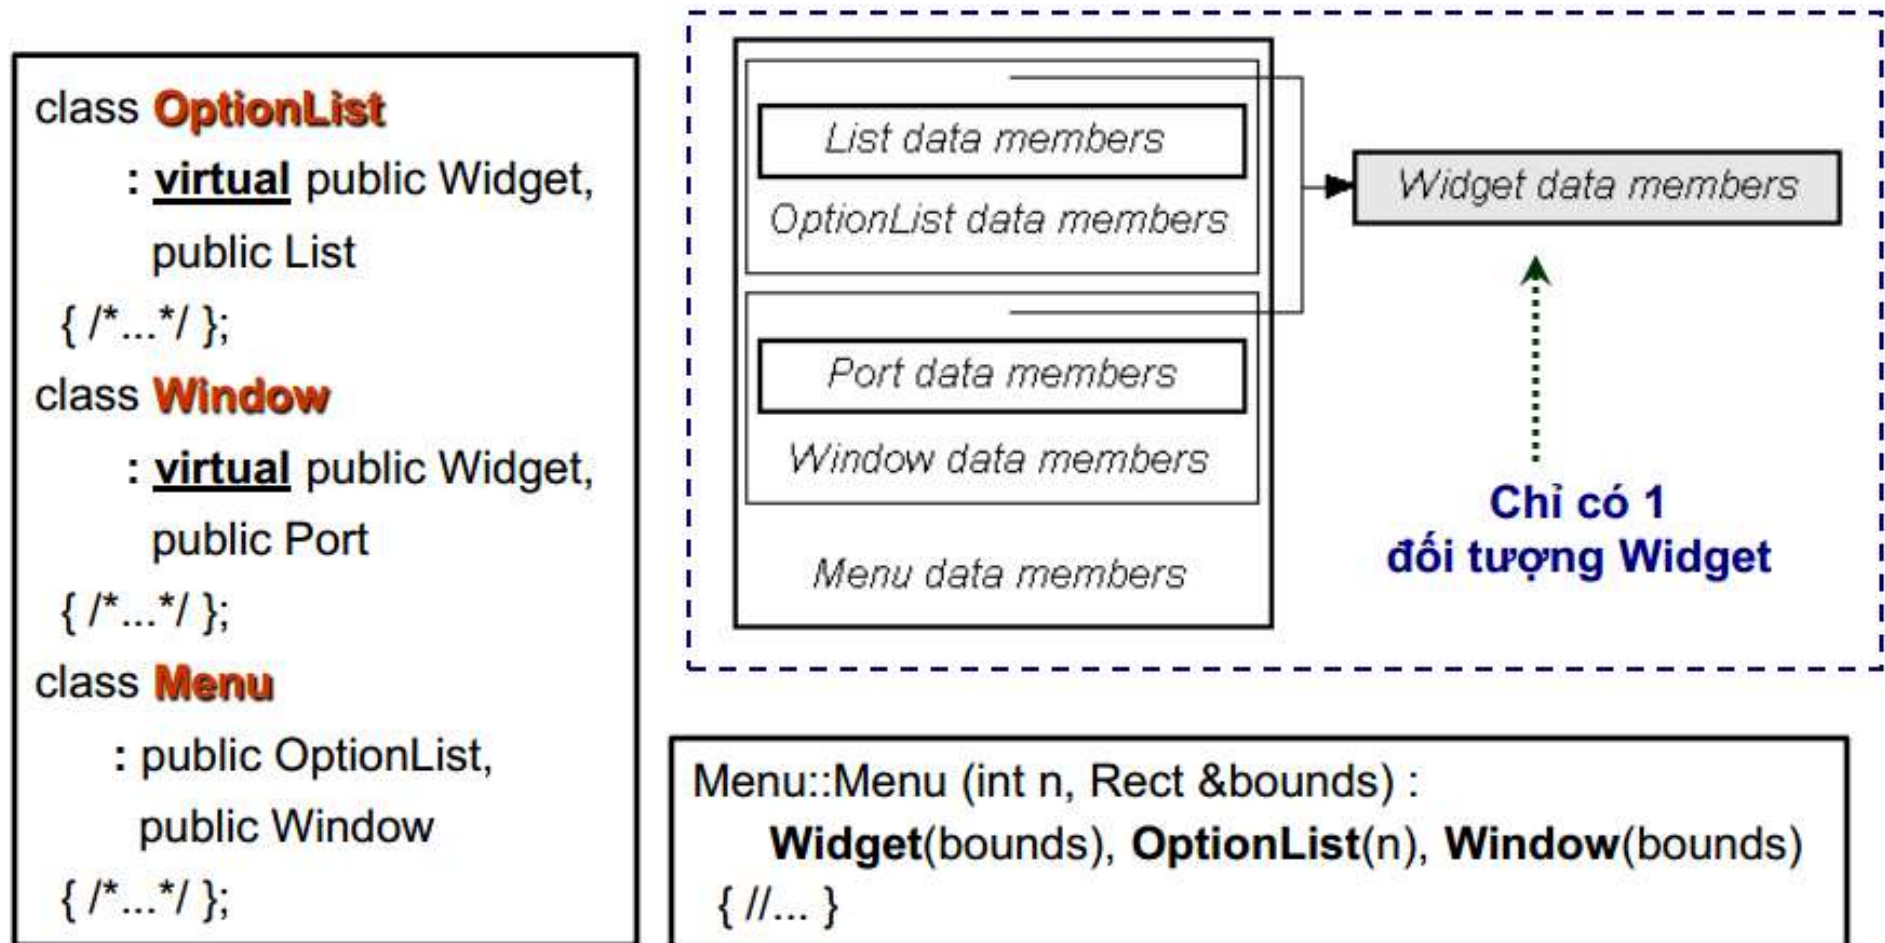 class OptionList
: virtual public Widget,
public List
{ /*...*/ };
class Window
: virtual public Widget,
public Port
{ /*...*/ };
class Menu
: public OptionList,
public Window
{ /*...*/ };
List data members
OptionList data members
Port data members
Window data members
Menu data members
Widget data members
Chỉ có 1
đối tượng Widget
Menu::Menu (int n, Rect &bounds) :
Widget(bounds), OptionList(n), Window(bounds)
{ //... }